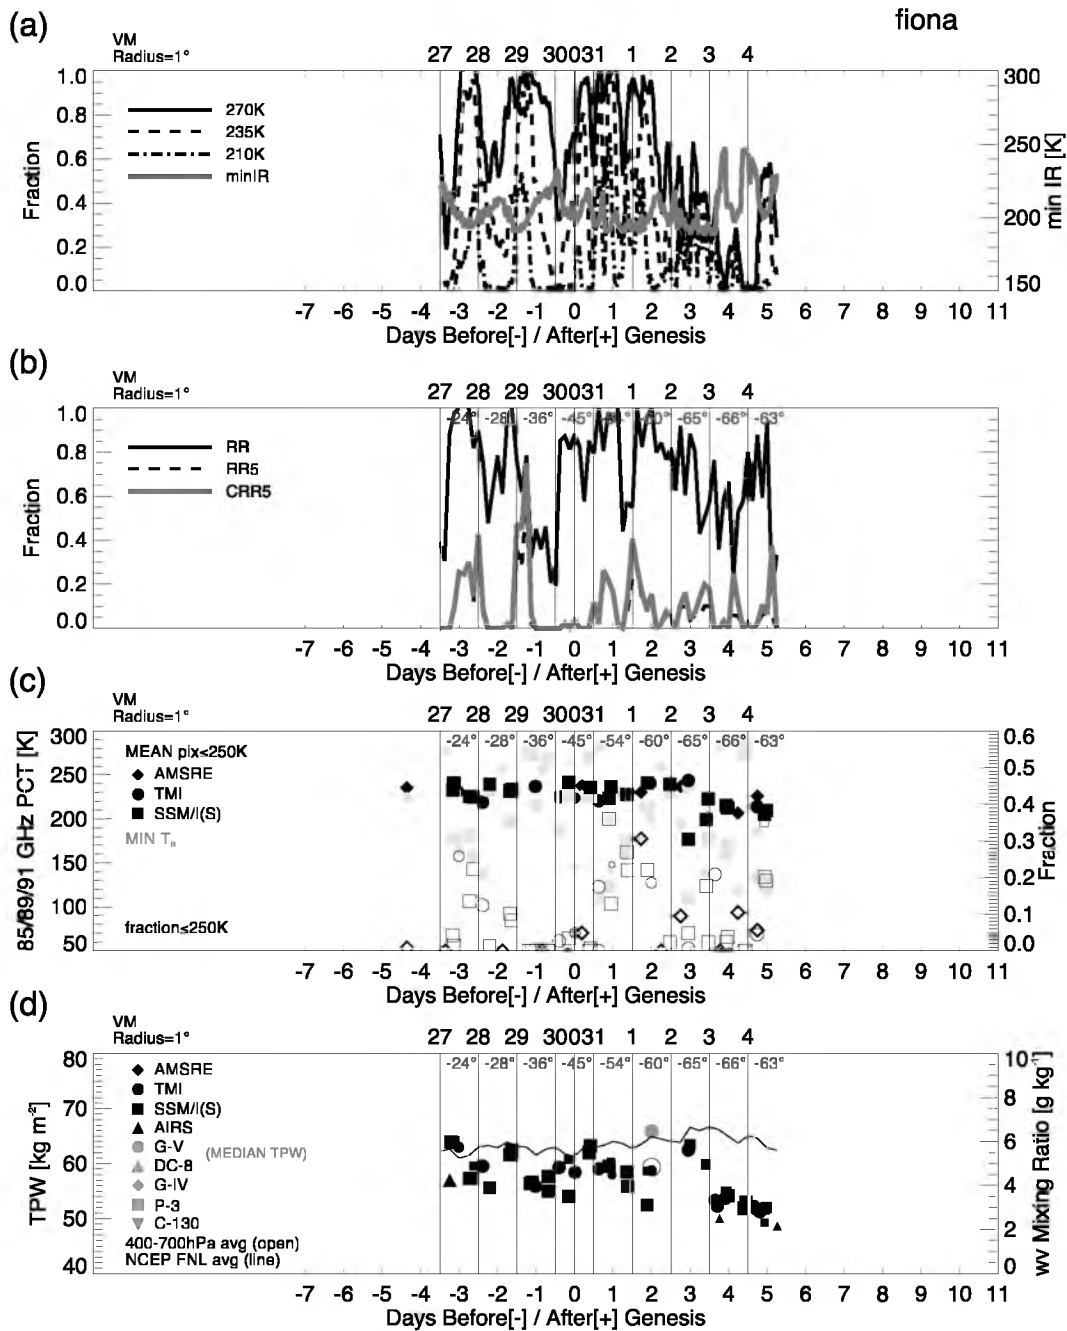 (a)
fiona
VM
Radius=1°
27 28 29 30 0 31 1 2 3 4
1.0 0.8 0.6 0.4 0.2 0.0
Fraction
270K
235K
210K
minIR
300 250 200 150
min IR [K]
-7 -6 -5 -4 -3 -2 -1 0 1 2 3 4 5 6 7 8 9 10 11
Days Before[-] / After[+] Genesis
(b)
VM
Radius=1°
27 28 29 30 0 31 1 2 3 4
-24° -28° -36° -45° -60° -65° -66° -63°
1.0 0.8 0.6 0.4 0.2 0.0
Fraction
RR
RR5
CRR5
-7 -6 -5 -4 -3 -2 -1 0 1 2 3 4 5 6 7 8 9 10 11
Days Before[-] / After[+] Genesis
(c)
VM
Radius=1°
27 28 29 30 0 31 1 2 3 4
-24° -28° -36° -45° -54° -60° -65° -66° -63°
300 250 200 150 100 50
85/89/91 GHz PCT [K]
MEAN pix≤250K
AMSRE
TMI
SSM/I(S)
MIN T
fraction≤250K
0.6 0.5 0.4 0.3 0.2 0.1 0.0
Fraction
-7 -6 -5 -4 -3 -2 -1 0 1 2 3 4 5 6 7 8 9 10 11
Days Before[-] / After[+] Genesis
(d)
VM
Radius=1°
27 28 29 30 0 31 1 2 3 4
-24° -28° -36° -45° -54° -60° -65° -66° -63°
80 70 60 50 40
TPW [kg m⁻²]
AMSRE
TMI
SSM/I(S)
AIRS
G-V
(MEDIAN TPW)
DC-8
G-IV
P-3
C-130
400-700hPa avg (open)
NCEP FNL avg (line)
10 8 6 4 2 0
wv Mixing Ratio [g kg⁻¹]
-7 -6 -5 -4 -3 -2 -1 0 1 2 3 4 5 6 7 8 9 10 11
Days Before[-] / After[+] Genesis